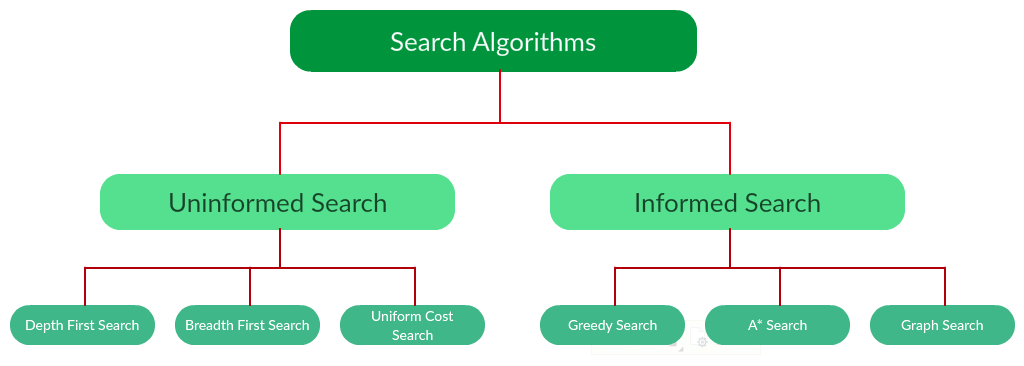 Search Algorithms
Uninformed Search
Informed Search
Depth First Search
Breadth First Search
Uniform Cost
Search
Greedy Search
A* Search
Graph Search